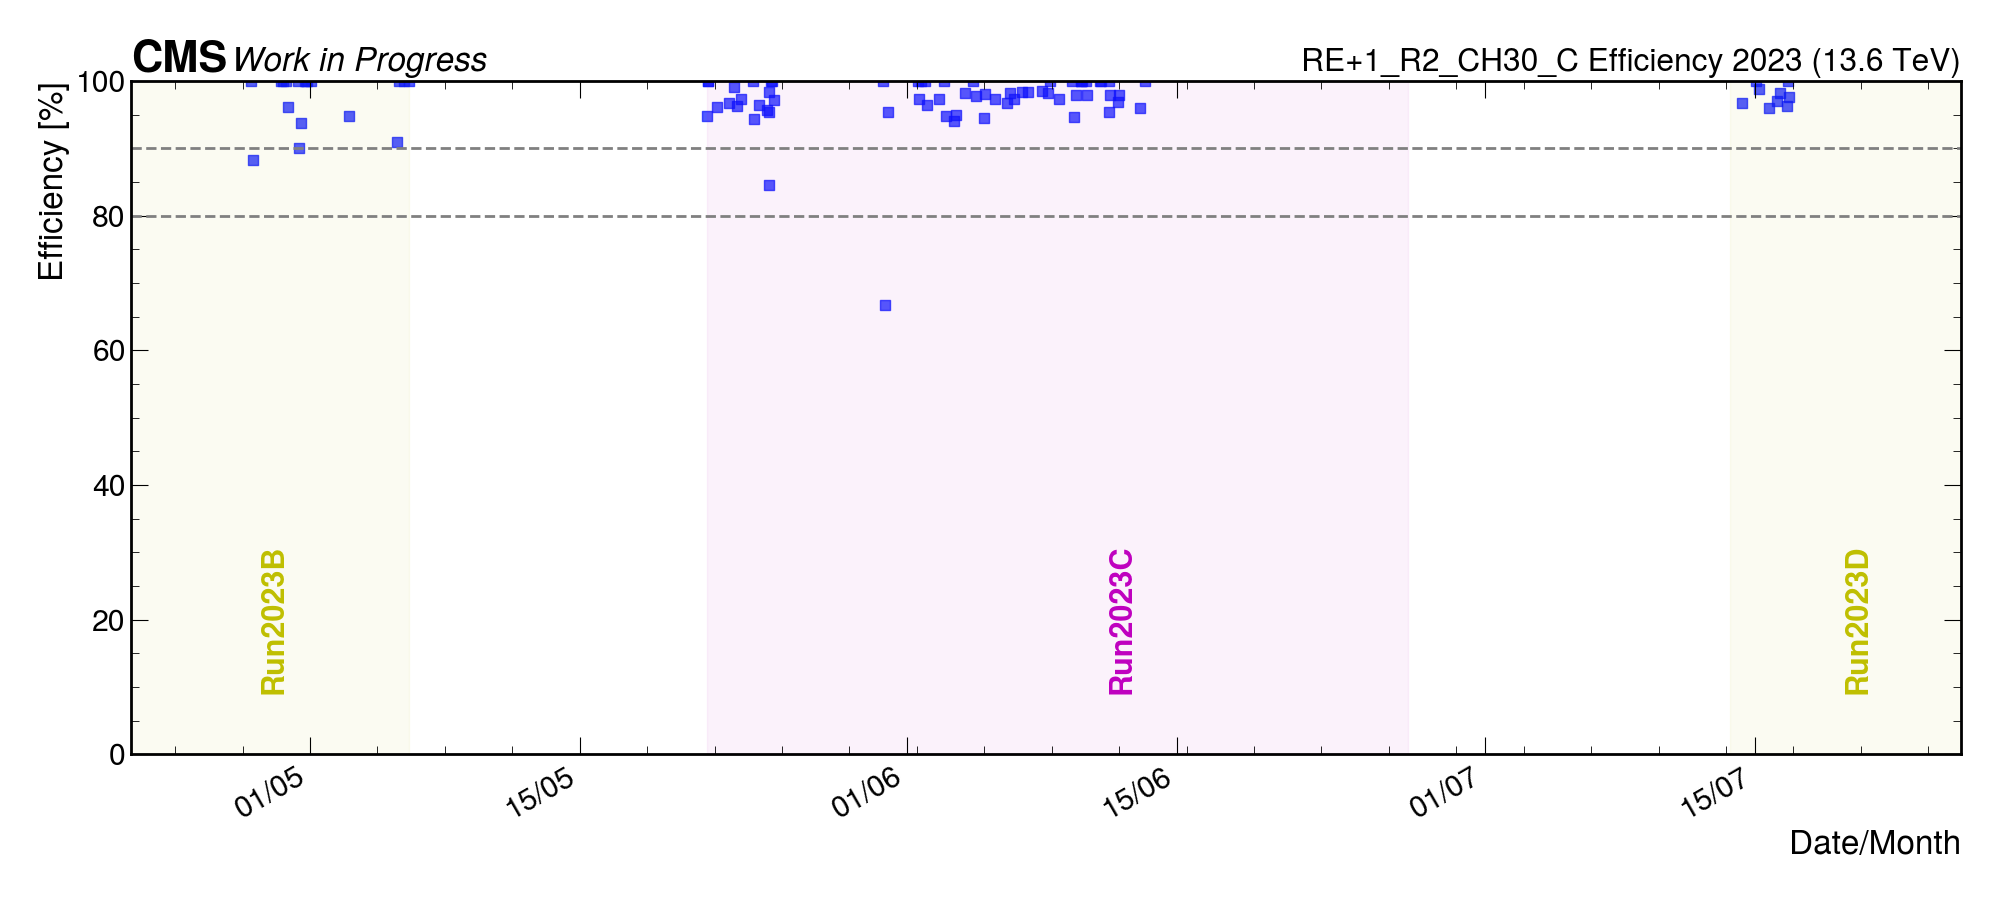 CMS Work in Progress
RE+1_R2_CH30_C Efficiency 2023 (13.6 TeV)
Efficiency [%]
100
80
60
40
20
0
Run2023B
Run2023C
Run2023D
01/05
15/05
01/06
15/06
01/07
15/07
Date/Month